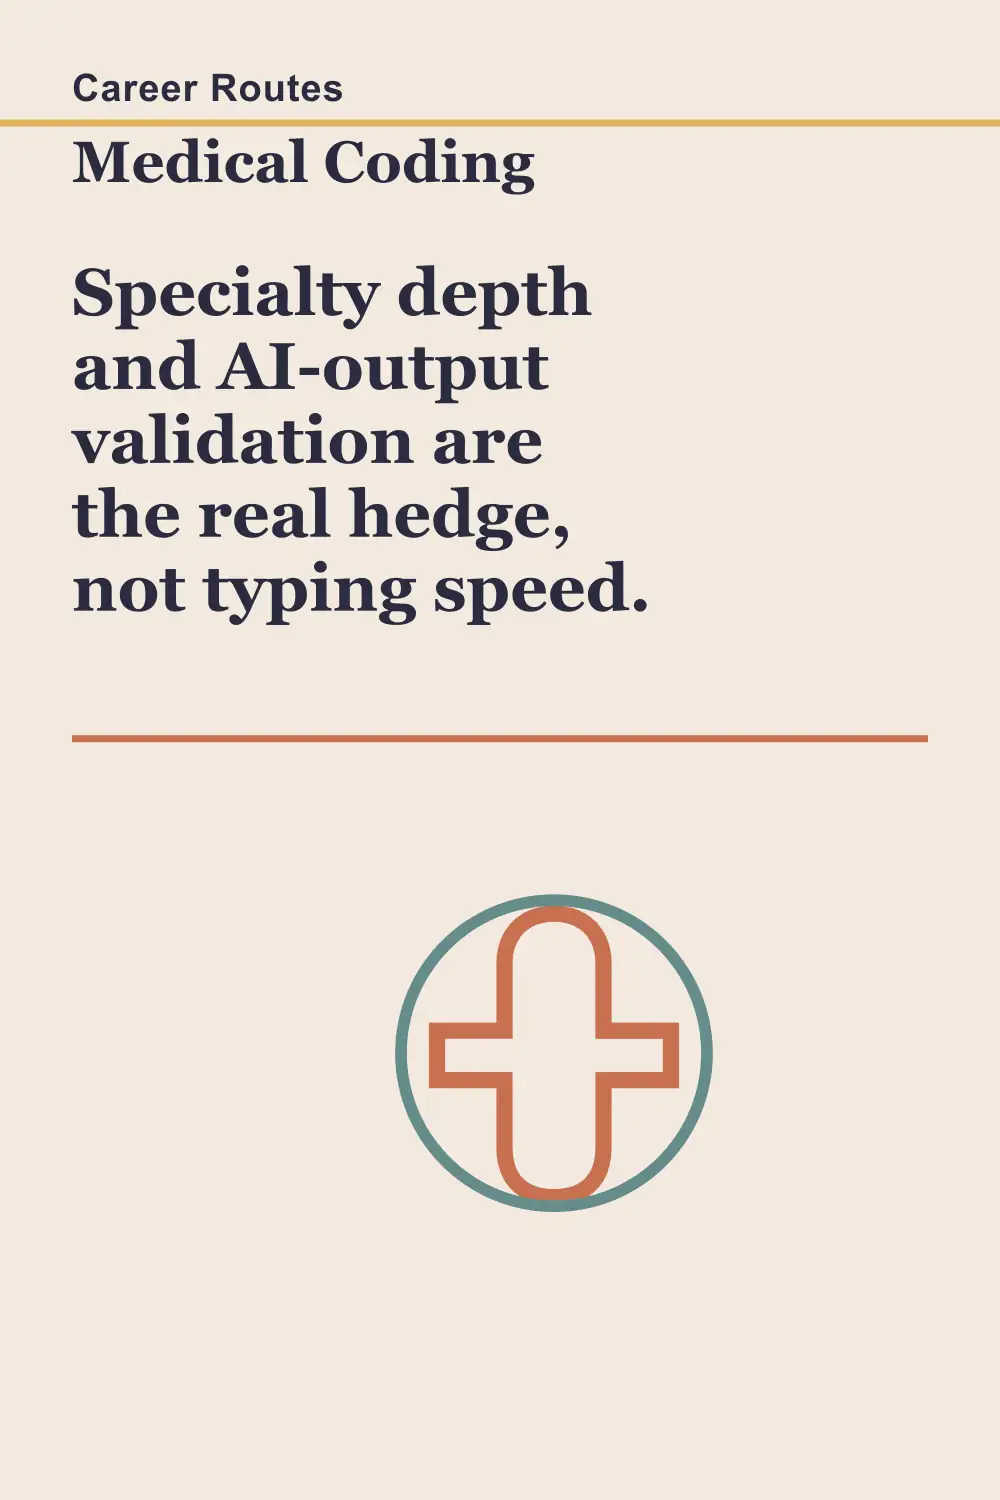 Career Routes
Medical Coding
Specialty depth
and AI-output
validation are
the real hedge,
not typing speed.